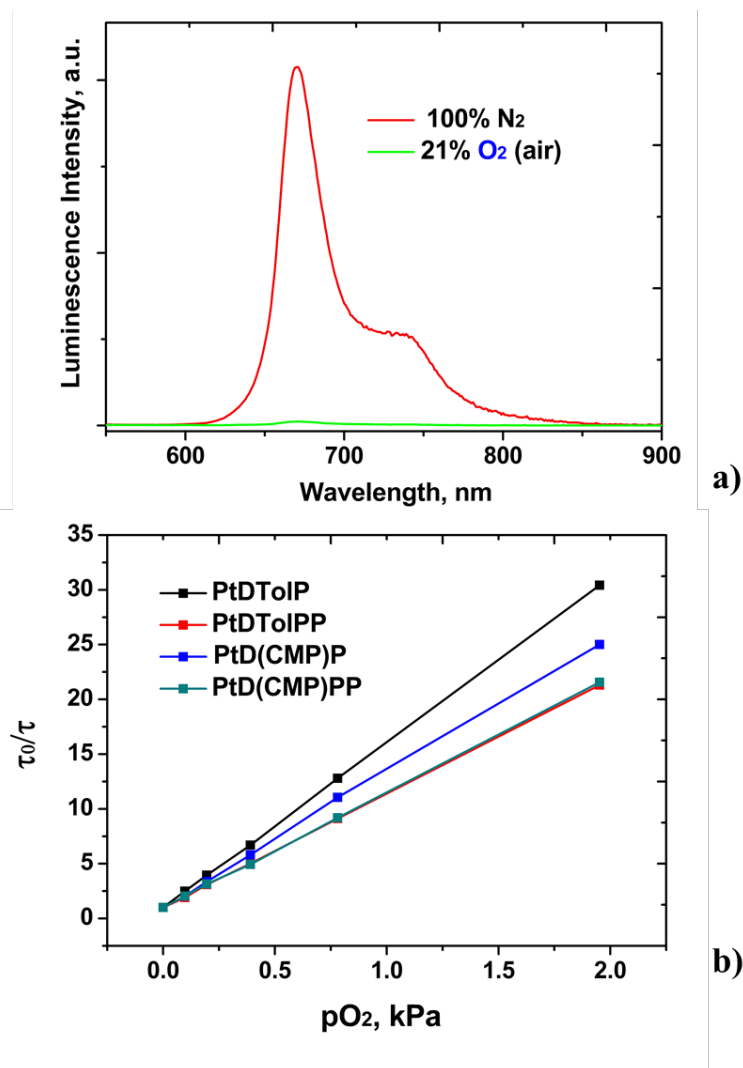 Luminescence Intensity, a.u.
100% N2
21% O2 (air)
600 700 800 900
Wavelength, nm
a)
35
30
25
20
15
10
5
0
τ0/τ
PtDTolP
PtDTolPP
PtD(CMP)P
PtD(CMP)PP
0.0 0.5 1.0 1.5 2.0
pO2, kPa
b)